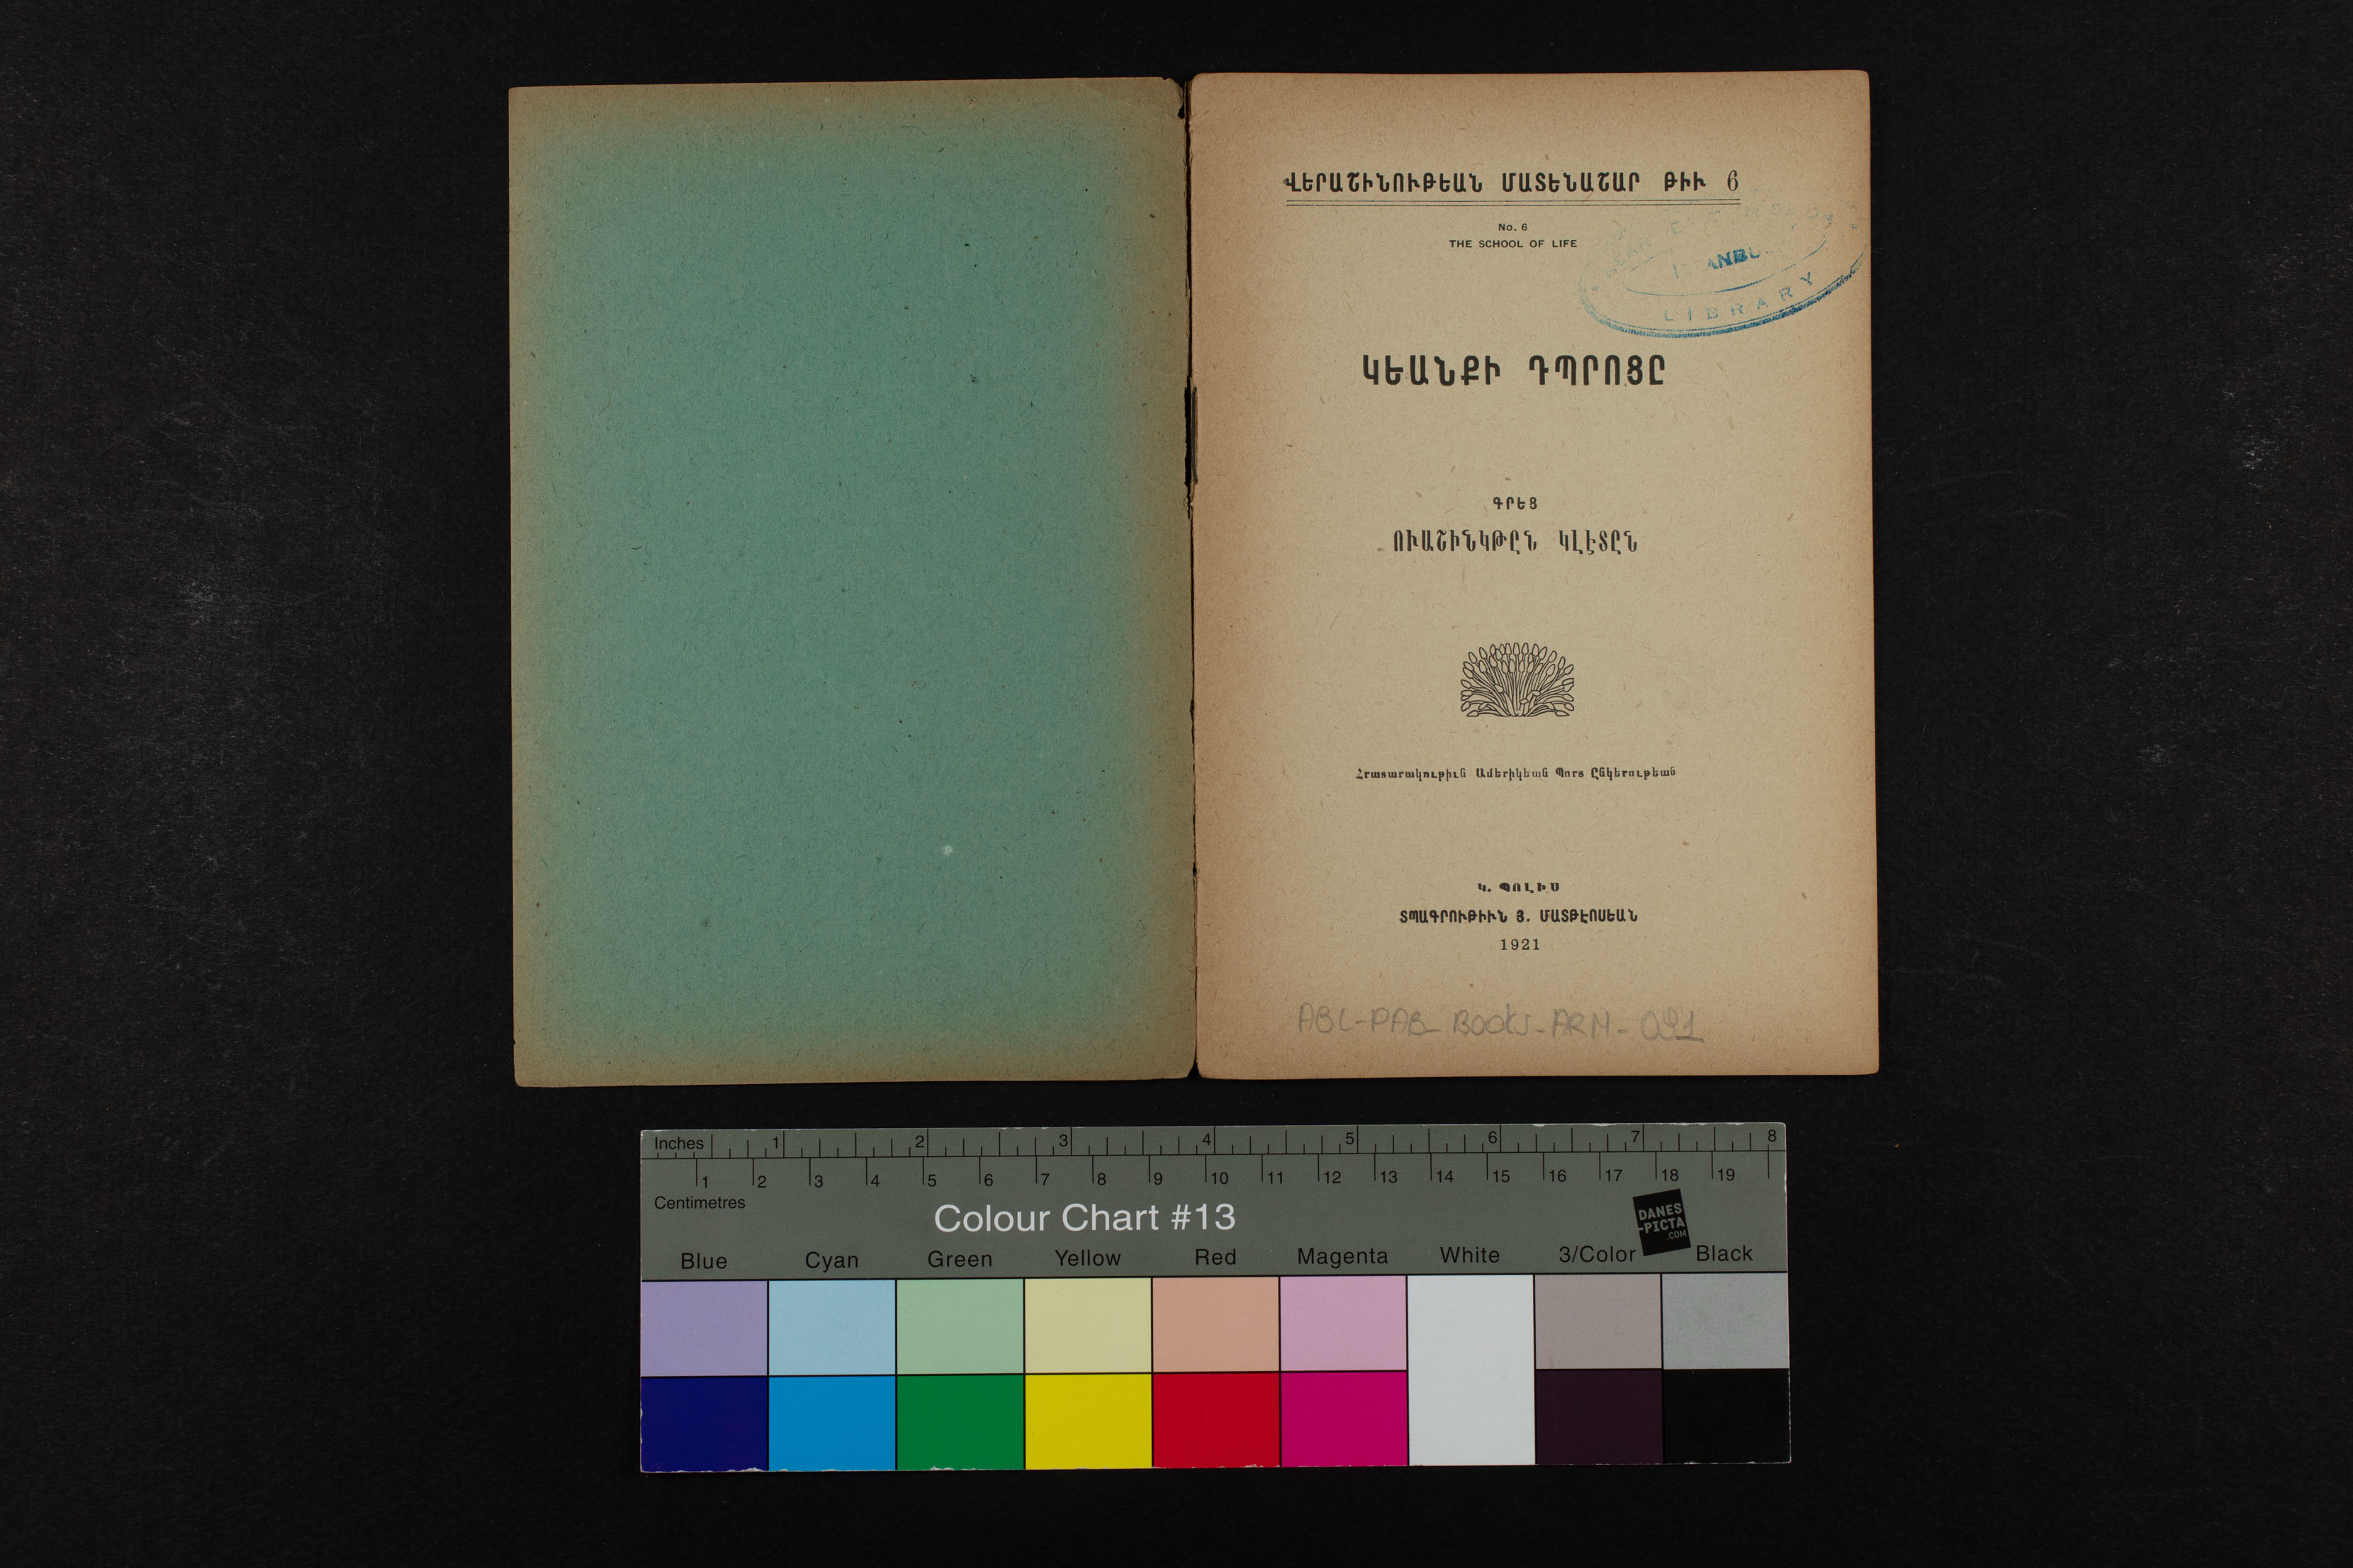 ՎԵՐԱՇԻՆՈՒԹԵԱՆ ՄԱՏԵՆԱՇԱՐ ԹԻՒ 6
No. 6
THE SCHOOL OF LIFE
LIBRARY
ԿԵԱՆՔԻ ԴՊՐՈՑԸ
ԳՐԵՑ
ՈՒԱՇԻՆԿԹԸՆ ԿԼԷՏԸՆ
Հրատարակութիւն Ամերիկեան Պորտ Ընկերութեան
Կ. ՊՈԼԻՍ
ՏՊԱԳՐՈՒԹԻՒՆ Յ. ՄԱՏԹԷՈՍԵԱՆ
1921
ABL-PAB-BOOKS-ARM-091
Inches 1 2 3 4 5 6 7 8
1 2 3 4 5 6 7 8 9 10 11 12 13 14 15 16 17 18 19
Centimetres
Colour Chart #13
DANES
-PICTA
.COM
Blue Cyan Green Yellow Red Magenta White 3/Color Black